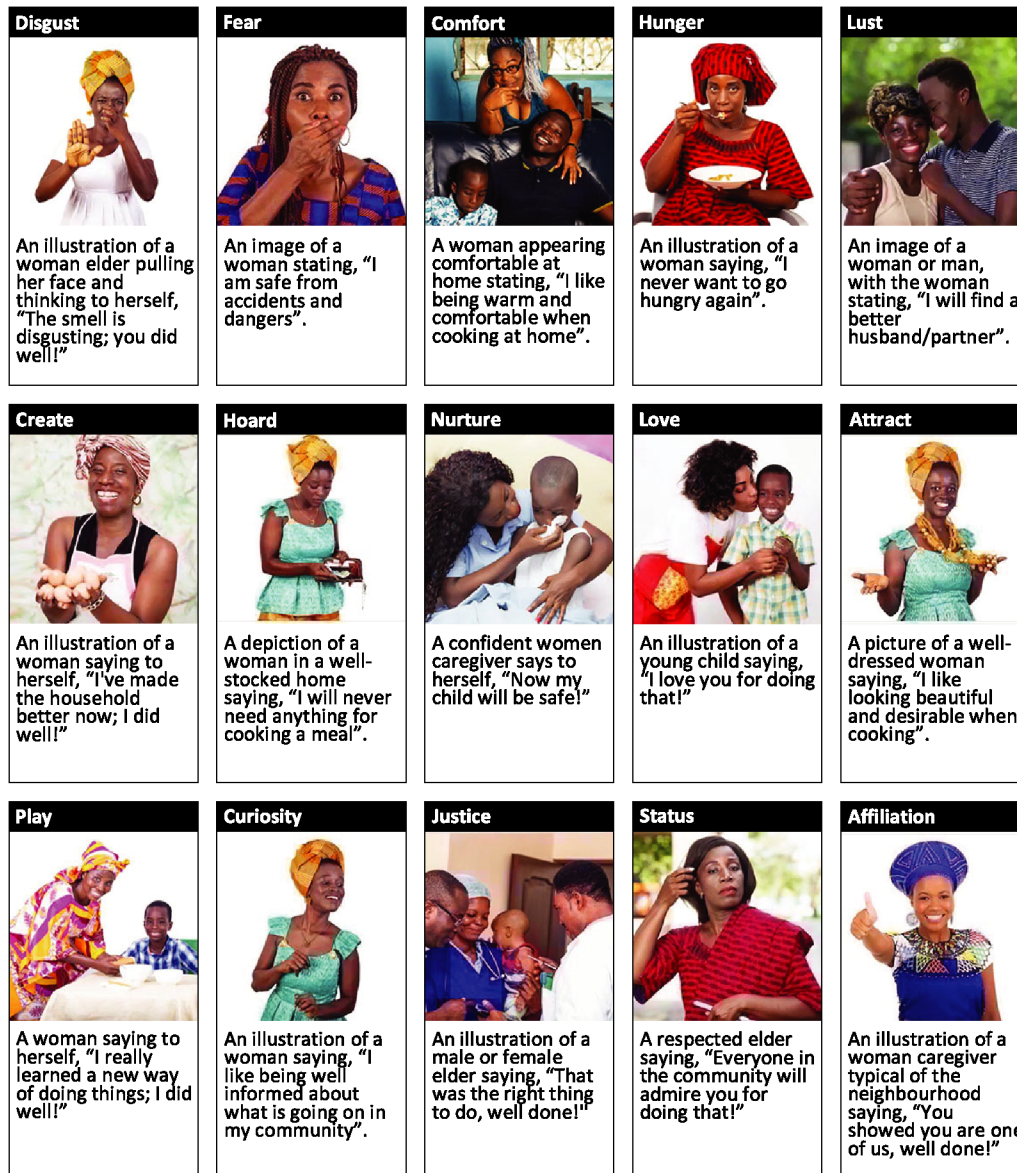 Disgust
An illustration of a
woman elder pulling
her face and
thinking to herself,
“The smell is
disgusting; you did
well!”
Fear
An image of a
woman stating, “I
am safe from
accidents and
dangers”.
Comfort
A woman appearing
comfortable at
home stating, “I like
being warm and
comfortable when
cooking at home”.
Hunger
An illustration of a
woman saying, “I
never want to go
hungry again”.
Lust
An image of a
woman or man,
with the woman
stating, “I will find a
better
husband/partner”.
Create
An illustration of a
woman saying to
herself, “I've made
the household
better now; I did
well!”
Hoard
A depiction of a
woman in a well-
stocked home
saying, “I will never
need anything for
cooking a meal”.
Nurture
A confident women
caregiver says to
herself, “Now my
child will be safe!”
Love
An illustration of a
young child saying,
“I love you for doing
that!”
Attract
A picture of a well-
dressed woman
saying, “I like
looking beautiful
and desirable when
cooking”.
Play
A woman saying to
herself, “I really
learned a new way
of doing things; I did
well!”
Curiosity
An illustration of a
woman saying, “I
like being well
informed about
what is going on in
my community”.
Justice
An illustration of a
male or female
elder saying, “That
was the right thing
to do, well done!"
Status
A respected elder
saying, “Everyone in
the community will
admire you for
doing that!”
Affiliation
An illustration of a
woman caregiver
typical of the
neighbourhood
saying, “You
showed you are one
of us, well done!”